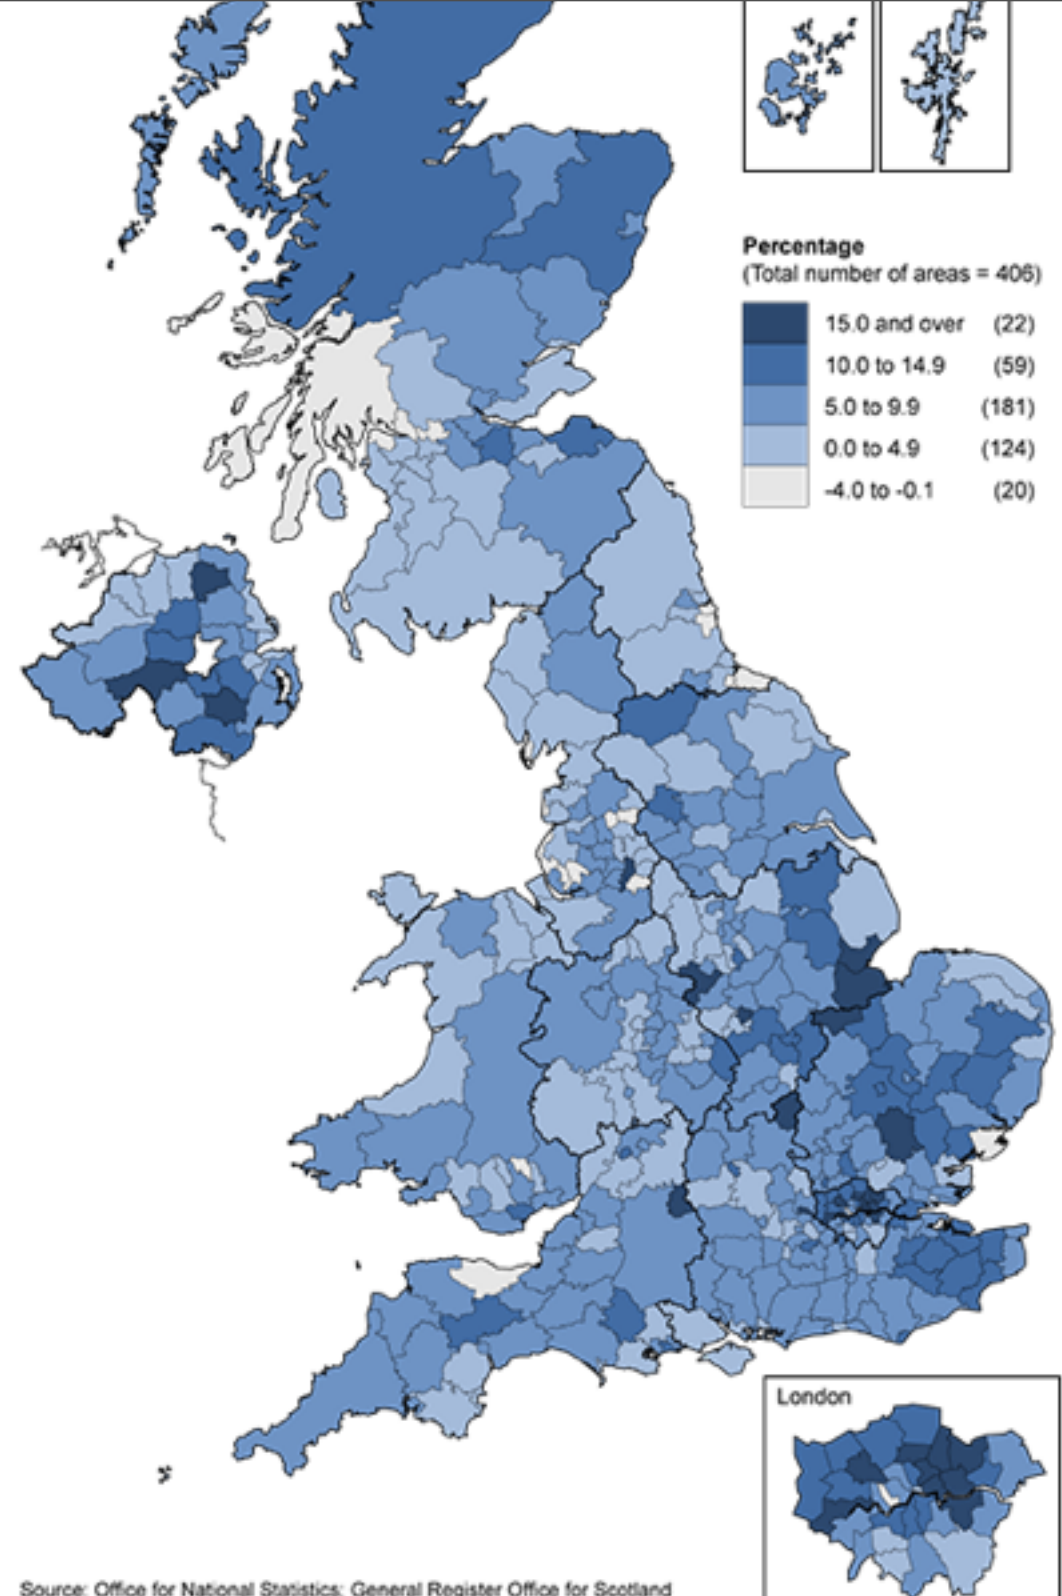 Percentage
(Total number of areas = 406)
15.0 and over (22)
10.0 to 14.9 (59)
5.0 to 9.9 (181)
0.0 to 4.9 (124)
-4.0 to -0.1 (20)
London
Source: Office for National Statistics; General Register Office for Scotland